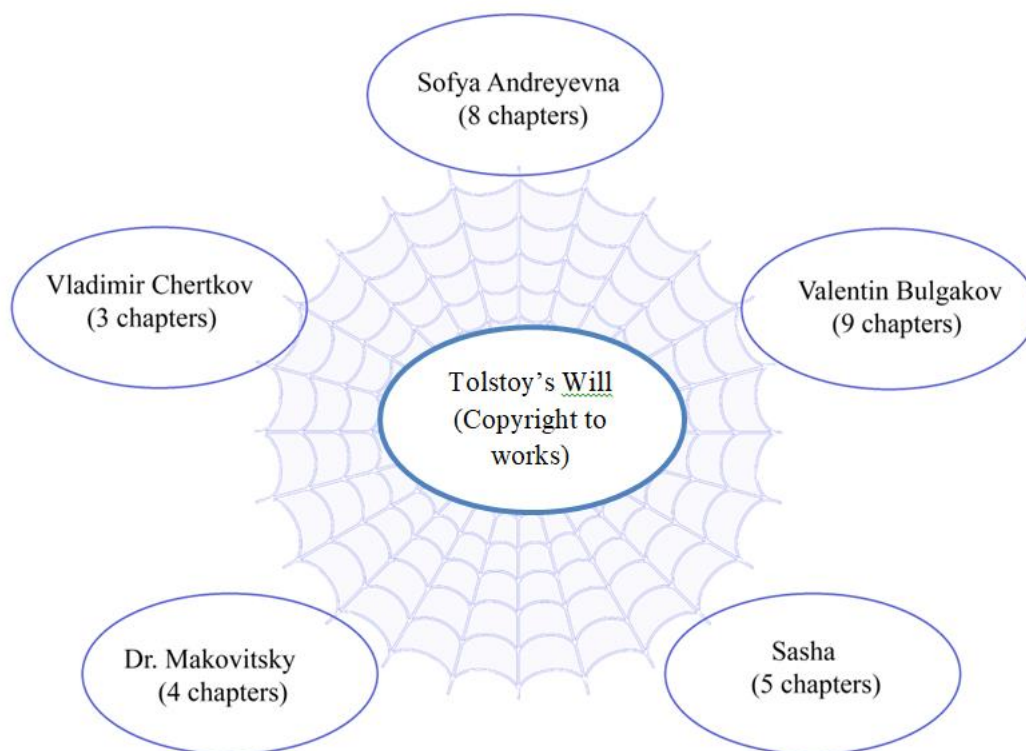 Sofya Andreyevna
(8 chapters)
Vladimir Chertkov
(3 chapters)
Valentin Bulgakov
(9 chapters)
Tolstoy’s Will
(Copyright to
works)
Dr. Makovitsky
(4 chapters)
Sasha
(5 chapters)